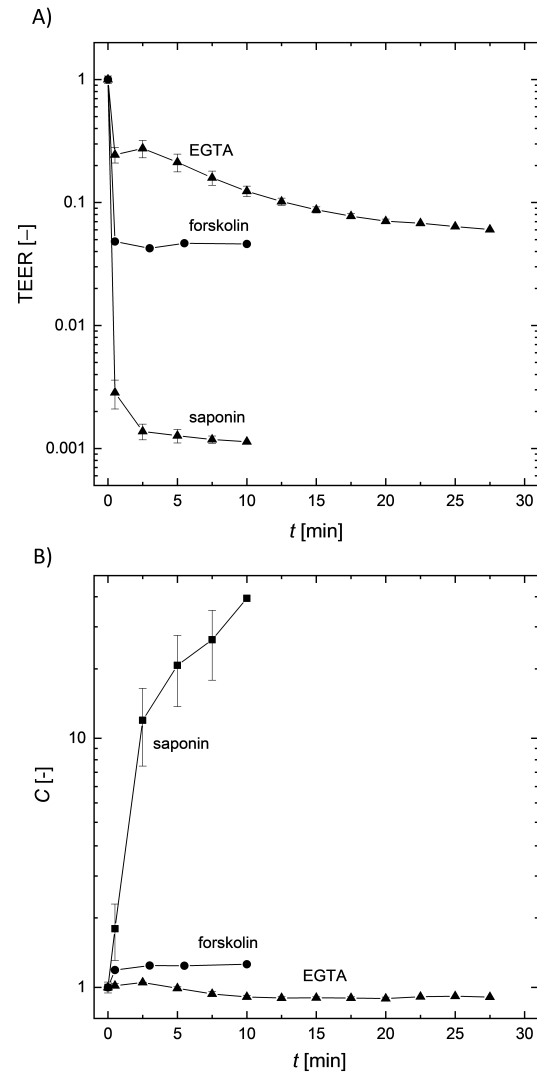 A)
1
EGTA
0.1
forskolin
TEER [–]
0.01
saponin
0.001
0 5 10 15 20 25 30
t [min]
B)
10
saponin
C [-]
forskolin
EGTA
1
0 5 10 15 20 25 30
t [min]